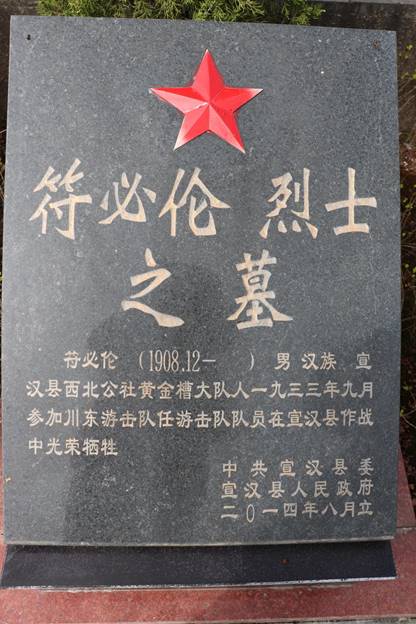 符必伦 烈士
之 墓
符必伦 （1908.12— ） 男 汉族 宣
汉县西北公社黄金槽大队人一九三三年九月
参加川东游击队任游击队队员在宣汉县作战
中光荣牺牲
中共宣汉县委
宣汉县人民政府
二〇一四年八月立